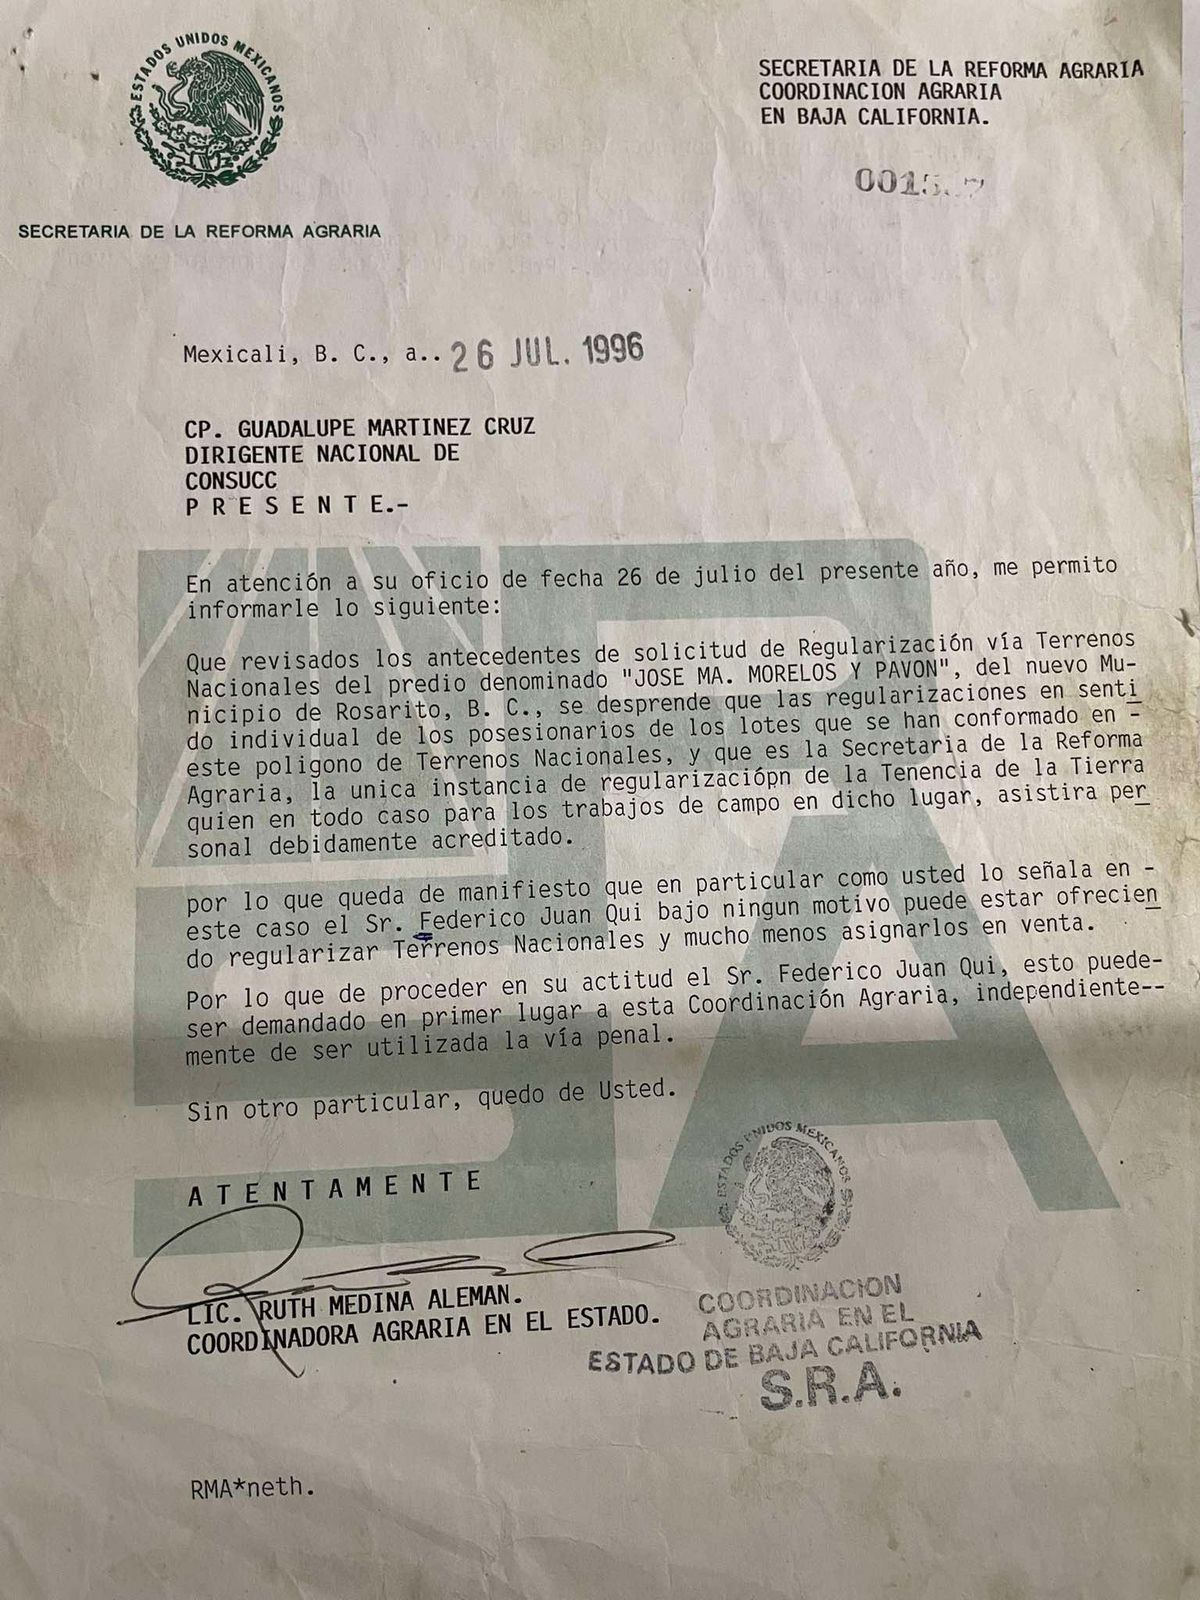 ESTADOS UNIDOS MEXICANOS
SECRETARIA DE LA REFORMA AGRARIA
SECRETARIA DE LA REFORMA AGRARIA
COORDINACION AGRARIA
EN BAJA CALIFORNIA.
Mexicali, B. C., a.. 26 JUL. 1996
CP. GUADALUPE MARTINEZ CRUZ
DIRIGENTE NACIONAL DE
CONSUCC
P R E S E N T E.-
En atención a su oficio de fecha 26 de julio del presente año, me permito
informarle lo siguiente:
Que revisados los antecedentes de solicitud de Regularización vía Terrenos
Nacionales del predio denominado "JOSE MA. MORELOS Y PAVON", del nuevo Mu-
nicipio de Rosarito, B. C., se desprende que las regularizaciones en senti
do individual de los posesionarios de los lotes que se han conformado en -
este poligono de Terrenos Nacionales, y que es la Secretaria de la Reforma
Agraria, la unica instancia de regularizaciópn de la Tenencia de la Tierra
quien en todo caso para los trabajos de campo en dicho lugar, asistira per
sonal debidamente acreditado.
por lo que queda de manifiesto que en particular como usted lo señala en -
este caso el Sr. Federico Juan Qui bajo ningun motivo puede estar ofrecien
do regularizar Terrenos Nacionales y mucho menos asignarlos en venta.
Por lo que de proceder en su actitud el Sr. Federico Juan Qui, esto puede-
ser demandado en primer lugar a esta Coordinación Agraria, independiente--
mente de ser utilizada la vía penal.
Sin otro particular, quedo de Usted.
A T E N T A M E N T E
LIC. RUTH MEDINA ALEMAN.
COORDINADORA AGRARIA EN EL ESTADO.
ESTADOS UNIDOS MEXICANOS
COORDINACION
AGRARIA EN EL
ESTADO DE BAJA CALIFORNIA
S.R.A.
RMA*neth.